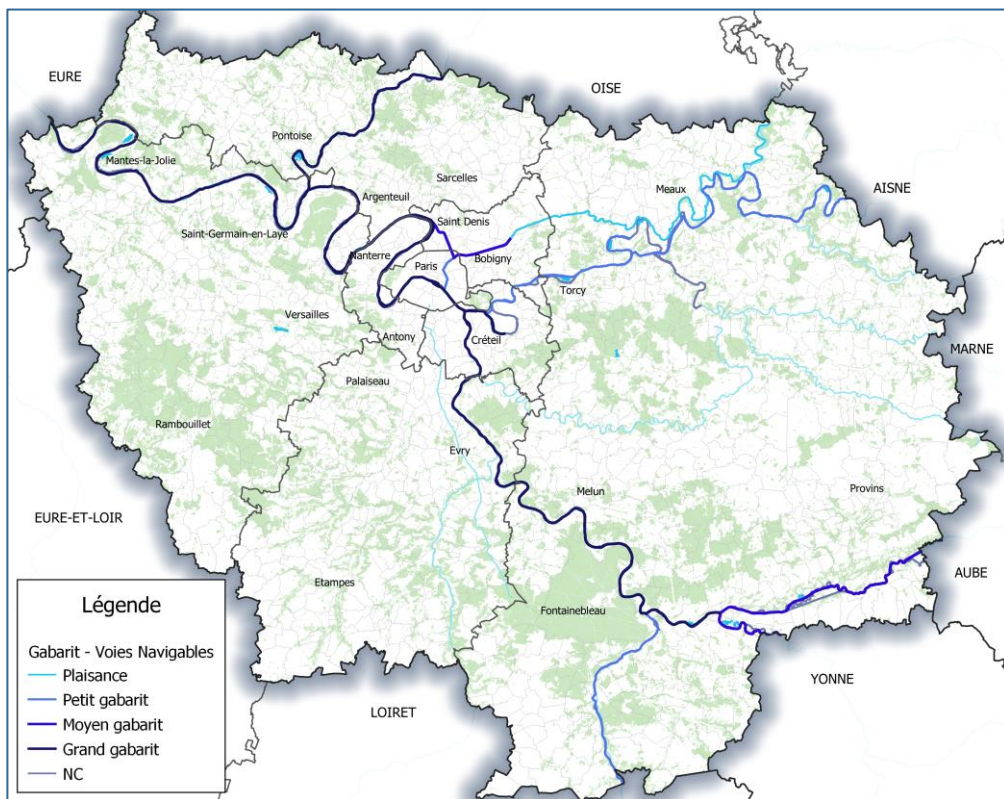 EURE
OISE
Pontoise
Mantes-la-Jolie
Sarcelles
Meaux
AISNE
Argenteuil
Saint Denis
Saint-Germain-en-Laye
Nanterre
Paris
Bobigny
Torcy
Versailles
Antony
Créteil
MARNE
Palaiseau
Rambouillet
Evry
Melun
Provins
EURE-ET-LOIR
AUBE
Etampes
Fontainebleau
YONNE
LOIRET
Légende
Gabarit - Voies Navigables
Plaisance
Petit gabarit
Moyen gabarit
Grand gabarit
NC